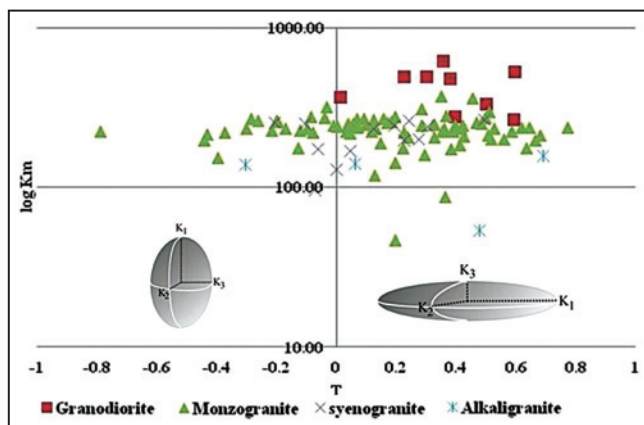 1000.00
logKm
100.00
K1
K3
K2
K3
K2
K1
10.00
-1 -0.8 -0.6 -0.4 -0.2 0 0.2 0.4 0.6 0.8 1
T
Granodiorite Monzogranite syenogranite Alkaligranite